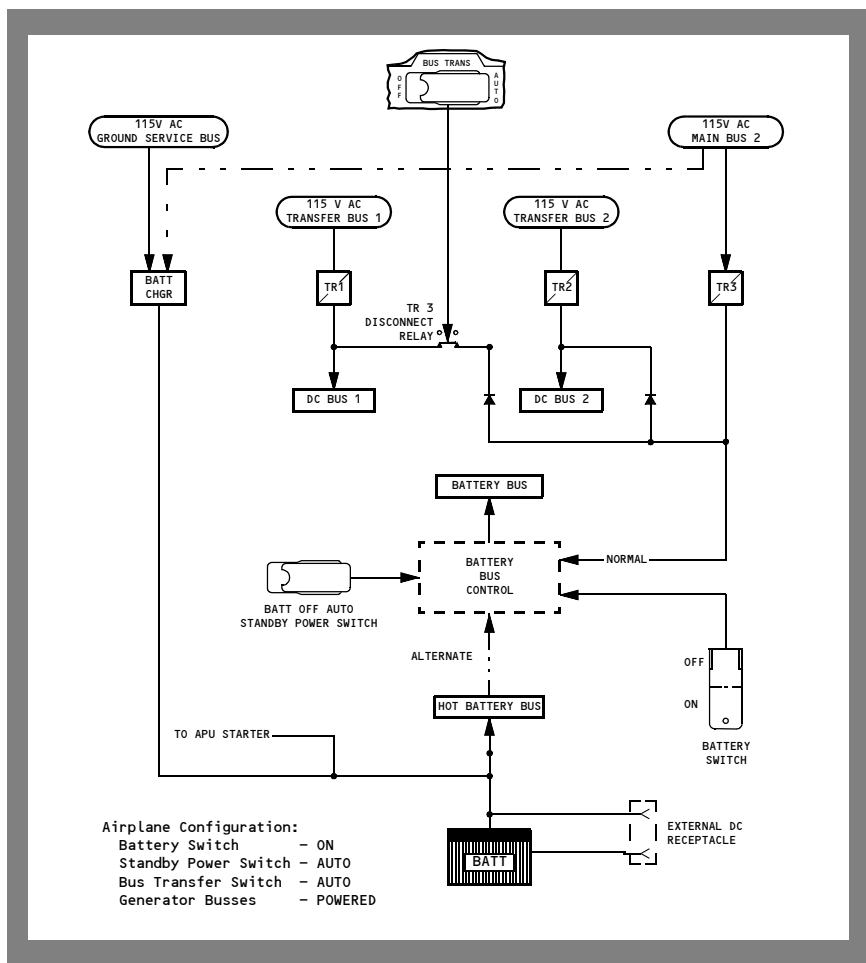 BUS TRANS
OFF
AUTO
115V AC
GROUND SERVICE BUS
115V AC
MAIN BUS 2
115 V AC
TRANSFER BUS 1
115 V AC
TRANSFER BUS 2
BATT
CHGR
TR1
TR2
TR3
TR 3
DISCONNECT
RELAY
DC BUS 1
DC BUS 2
BATTERY BUS
BATTERY
BUS
CONTROL
NORMAL
BATT OFF AUTO
STANDBY POWER SWITCH
ALTERNATE
OFF
ON
HOT BATTERY BUS
BATTERY
SWITCH
TO APU STARTER
EXTERNAL DC
RECEPTACLE
BATT
Airplane Configuration:
Battery Switch – ON
Standby Power Switch – AUTO
Bus Transfer Switch – AUTO
Generator Busses – POWERED